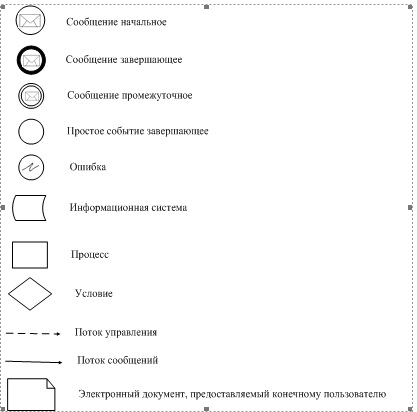 Сообщение начальное
Сообщение завершающее
Сообщение промежуточное
Простое событие завершающее
Ошибка
Информационная система
Процесс
Условие
Поток управления
Поток сообщений
Электронный документ, предоставляемый конечному пользователю